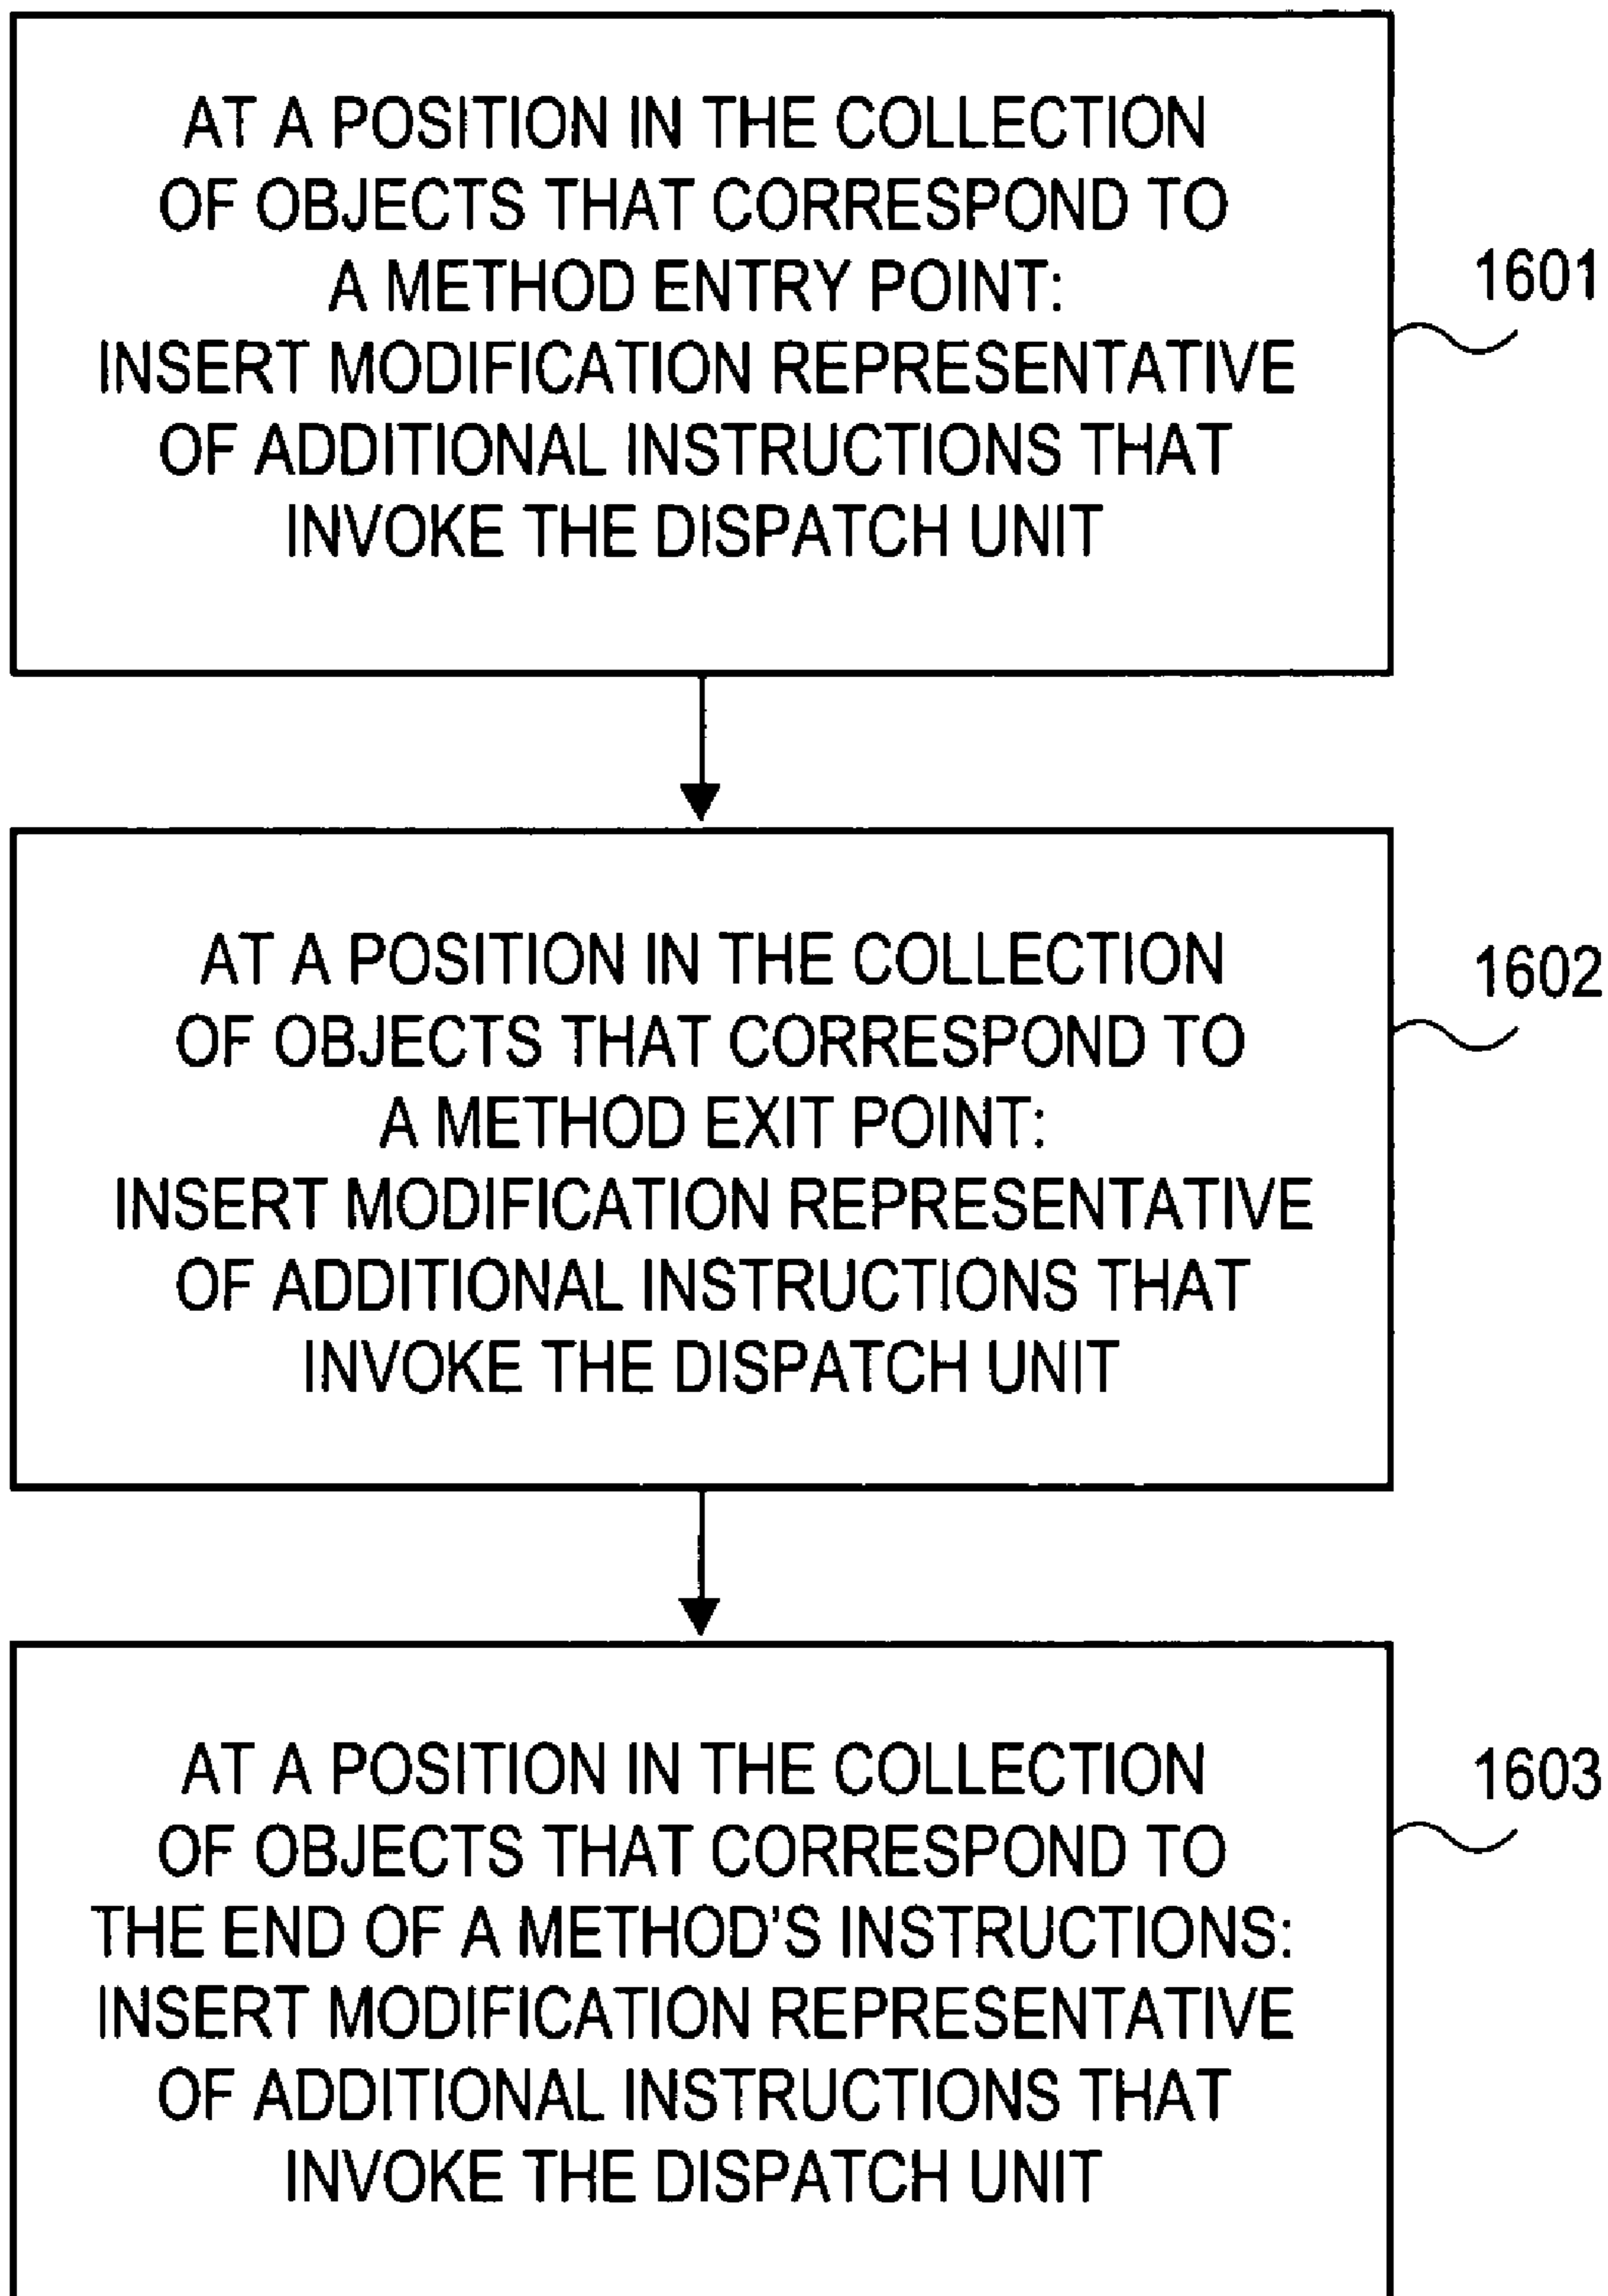 AT A POSITION IN THE COLLECTION
OF OBJECTS THAT CORRESPOND TO
A METHOD ENTRY POINT:
INSERT MODIFICATION REPRESENTATIVE
OF ADDITIONAL INSTRUCTIONS THAT
INVOKE THE DISPATCH UNIT
1601
AT A POSITION IN THE COLLECTION
OF OBJECTS THAT CORRESPOND TO
A METHOD EXIT POINT:
INSERT MODIFICATION REPRESENTATIVE
OF ADDITIONAL INSTRUCTIONS THAT
INVOKE THE DISPATCH UNIT
1602
AT A POSITION IN THE COLLECTION
OF OBJECTS THAT CORRESPOND TO
THE END OF A METHOD'S INSTRUCTIONS:
INSERT MODIFICATION REPRESENTATIVE
OF ADDITIONAL INSTRUCTIONS THAT
INVOKE THE DISPATCH UNIT
1603